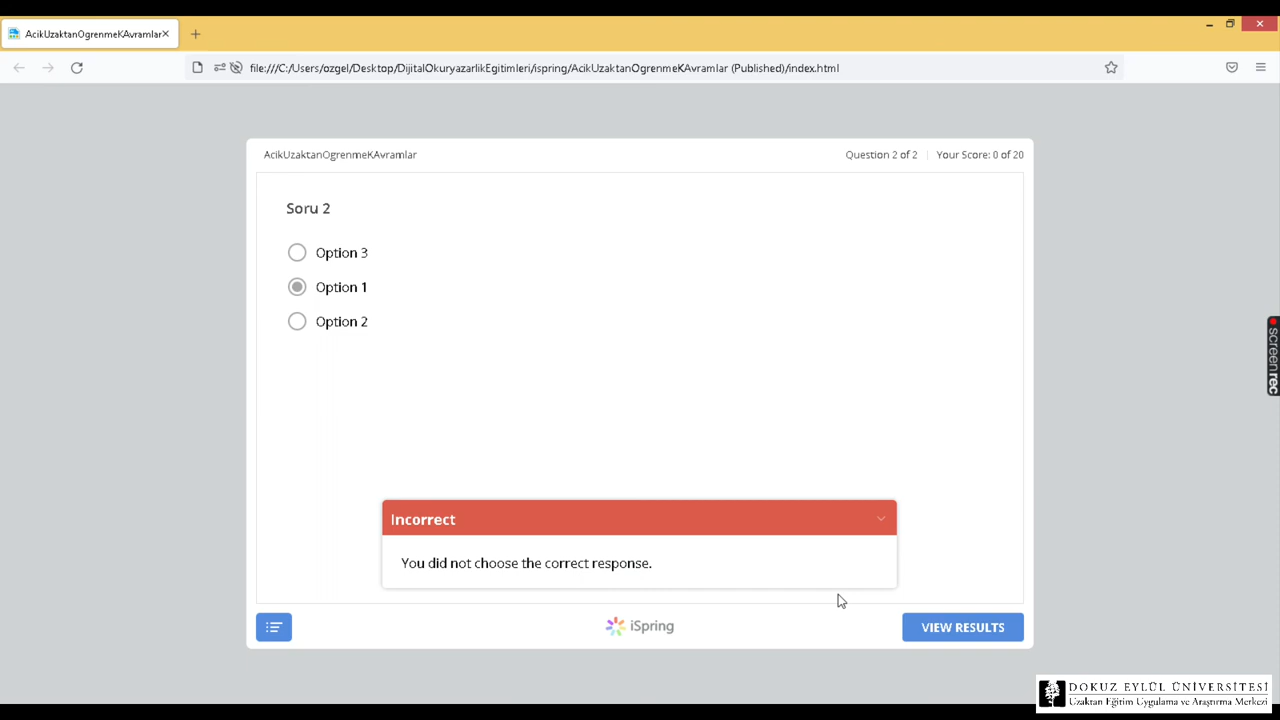 AcikUzaktanOgrenmeKAvramlar
file:///C:/Users/ozgel/Desktop/DijitalOkuryazarlikEgitimleri/ispring/AcikUzaktanOgrenmeKAvramlar (Published)/index.html
AcikUzaktanOgrenmeKAvramlar
Question 2 of 2
Your Score: 0 of 20
Soru 2
Option 3
Option 1
Option 2
Incorrect
You did not choose the correct response.
iSpring
VIEW RESULTS
screenrec
DOKUZ EYLÜL ÜNİVERSİTESİ
Uzaktan Eğitim Uygulama ve Araştırma Merkezi